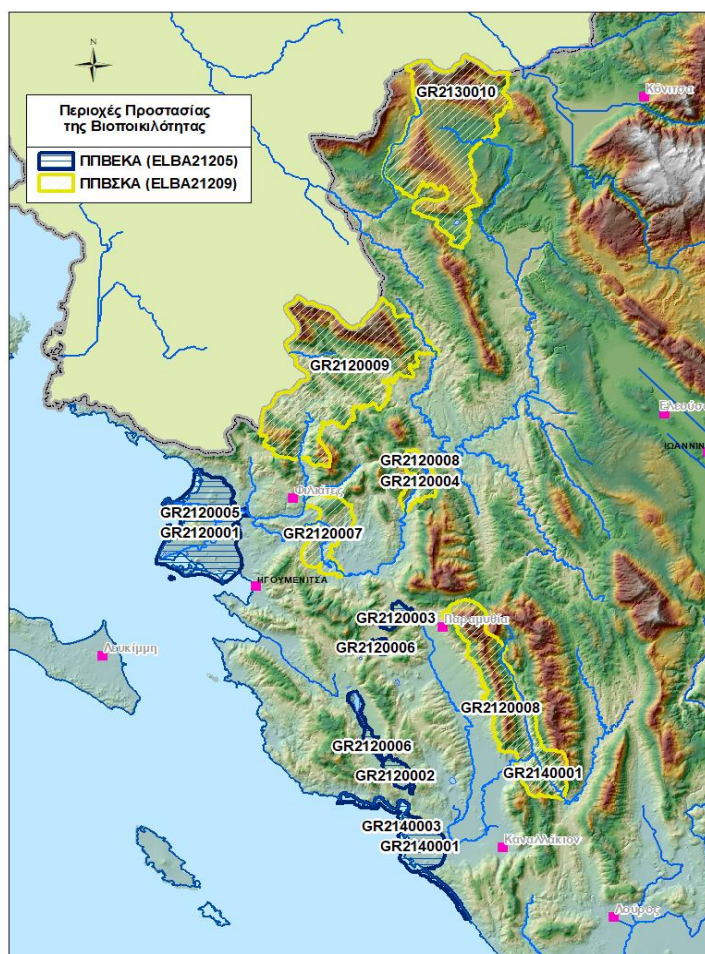 N
Κόνιτσα
GR2130010
Περιοχές Προστασίας
της Βιοποικιλότητας
ΠΠΒΕΚΑ (ELBA21205)
ΠΠΒΣΚΑ (ELBA21209)
GR2120009
Ελεούσα
ΙΩΑΝΝΙΝ
GR2120008
GR2120004
Φιλιάτες
GR2120005
GR2120001
GR2120007
ΗΓΟΥΜΕΝΙΤΣΑ
GR2120003
Παραμυθία
GR2120006
Λευκίμμη
GR2120008
GR2120006
GR2120002
GR2140001
GR2140003
GR2140001
Καναλλάκιον
Λούρος